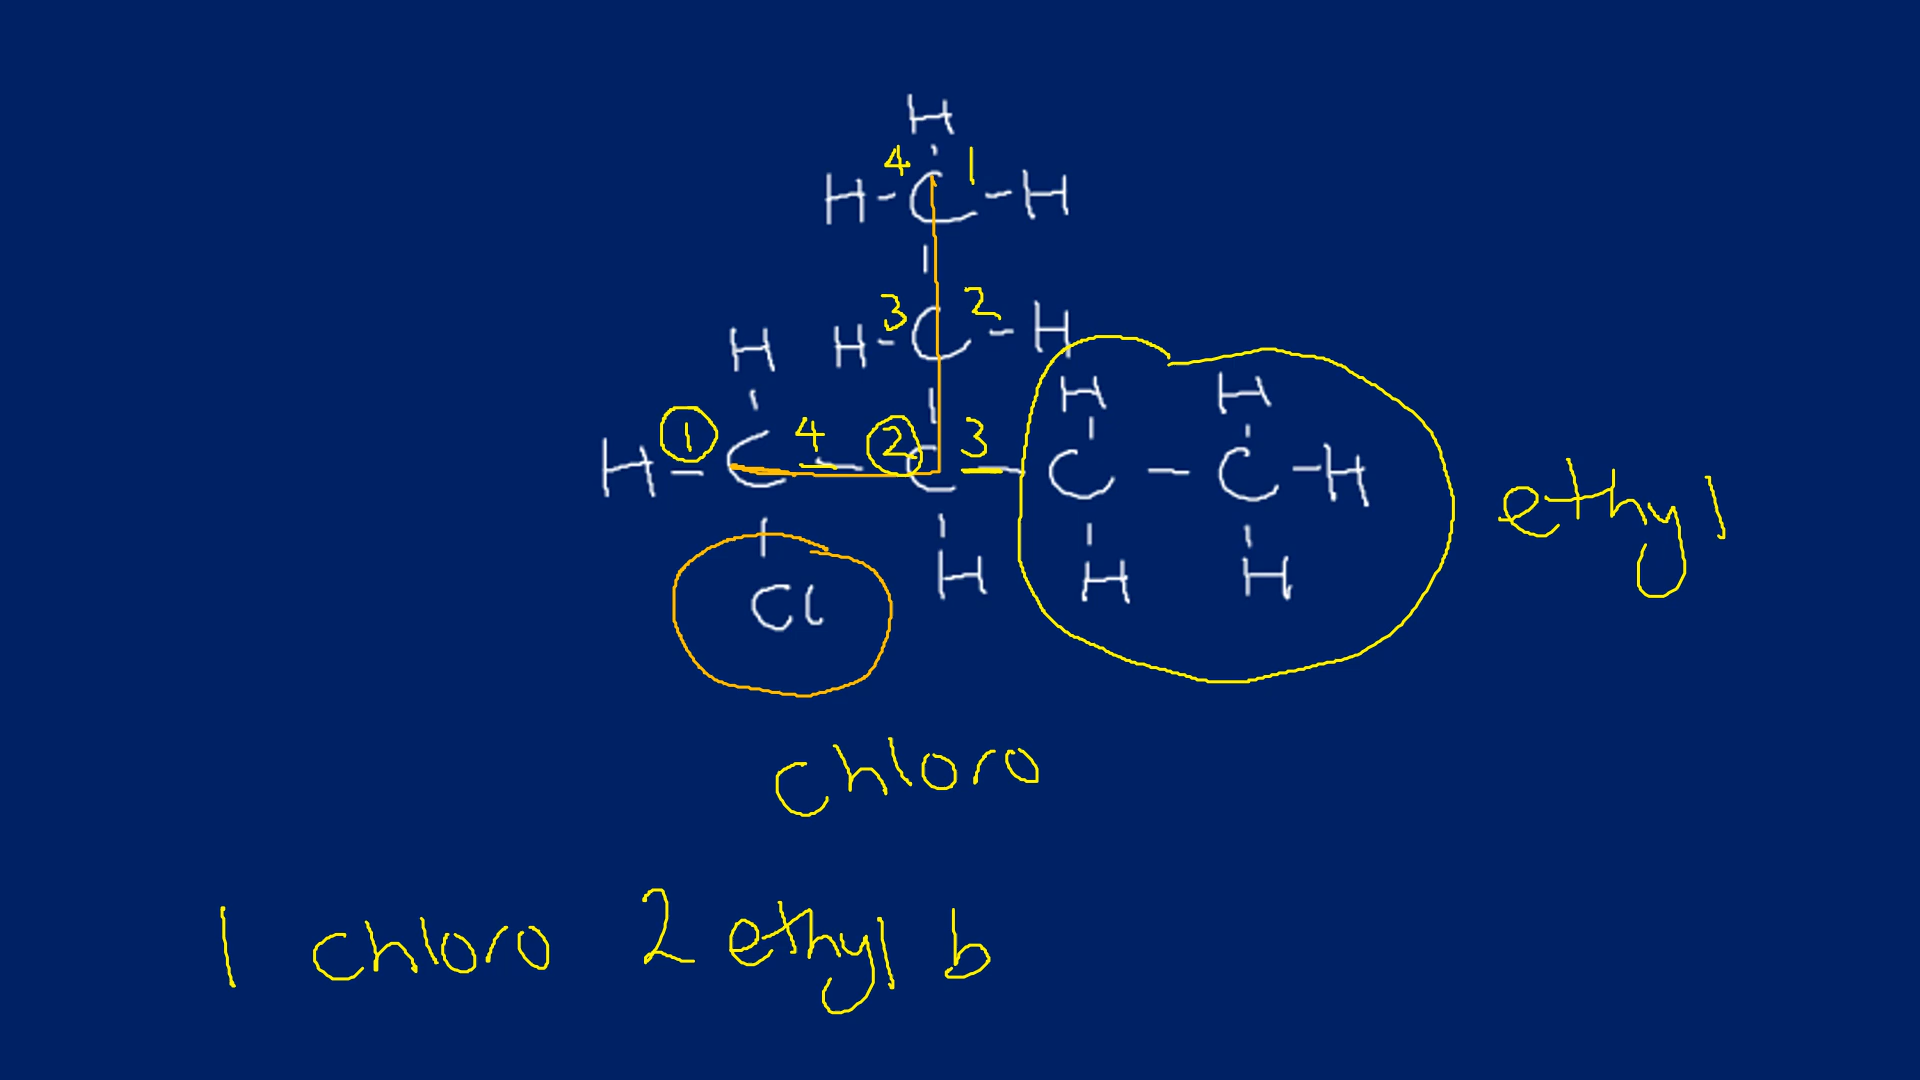 H
4 1
H-C-H
3 2
H H-C-H
H H
1 4 2 3
H-C-C-C-C-H
ethyl
H H H
Cl
chloro
1 chloro 2 ethyl b